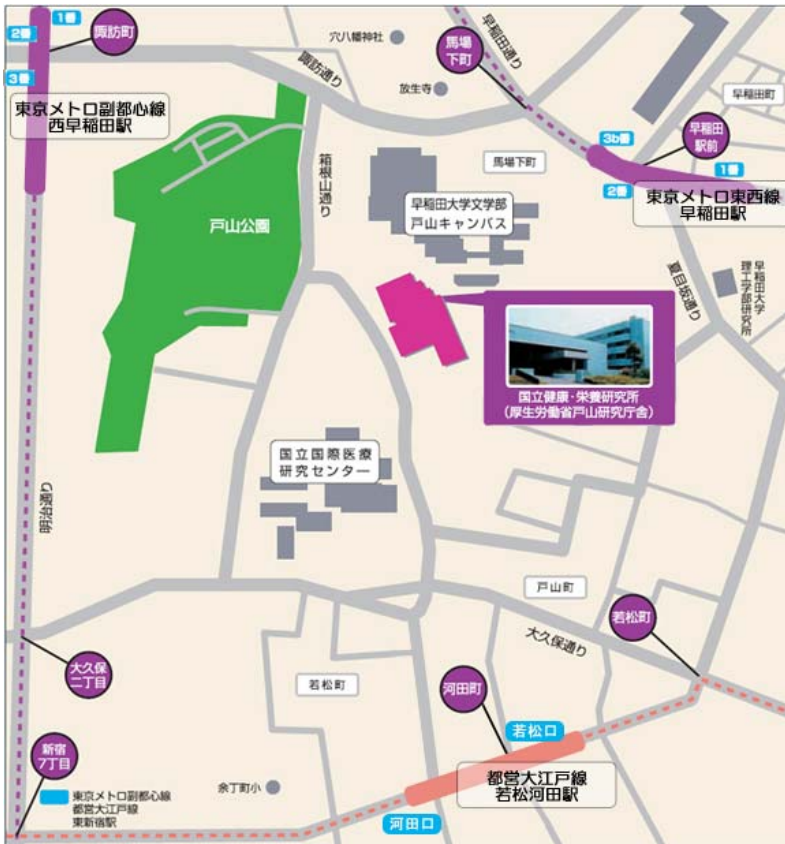 1番
2番
諏訪町
3番
東京メトロ副都心線
西早稲田駅
穴八幡神社
諏訪通り
放生寺
馬場
下町
早稲田通り
早稲田町
早稲田
駅前
3b番
2番
1番
東京メトロ東西線
早稲田駅
馬場下町
箱根山通り
早稲田大学文学部
戸山キャンパス
戸山公園
夏目坂通り
早稲田大学
理工学部研究所
国立健康・栄養研究所
(厚生労働省戸山研究庁舎)
国立国際医療
研究センター
明治通り
戸山町
大久保通り
若松町
大久保
二丁目
若松町
河田町
若松口
新宿
7丁目
東京メトロ副都心線
都営大江戸線
東新宿駅
余丁町小
都営大江戸線
若松河田駅
河田口